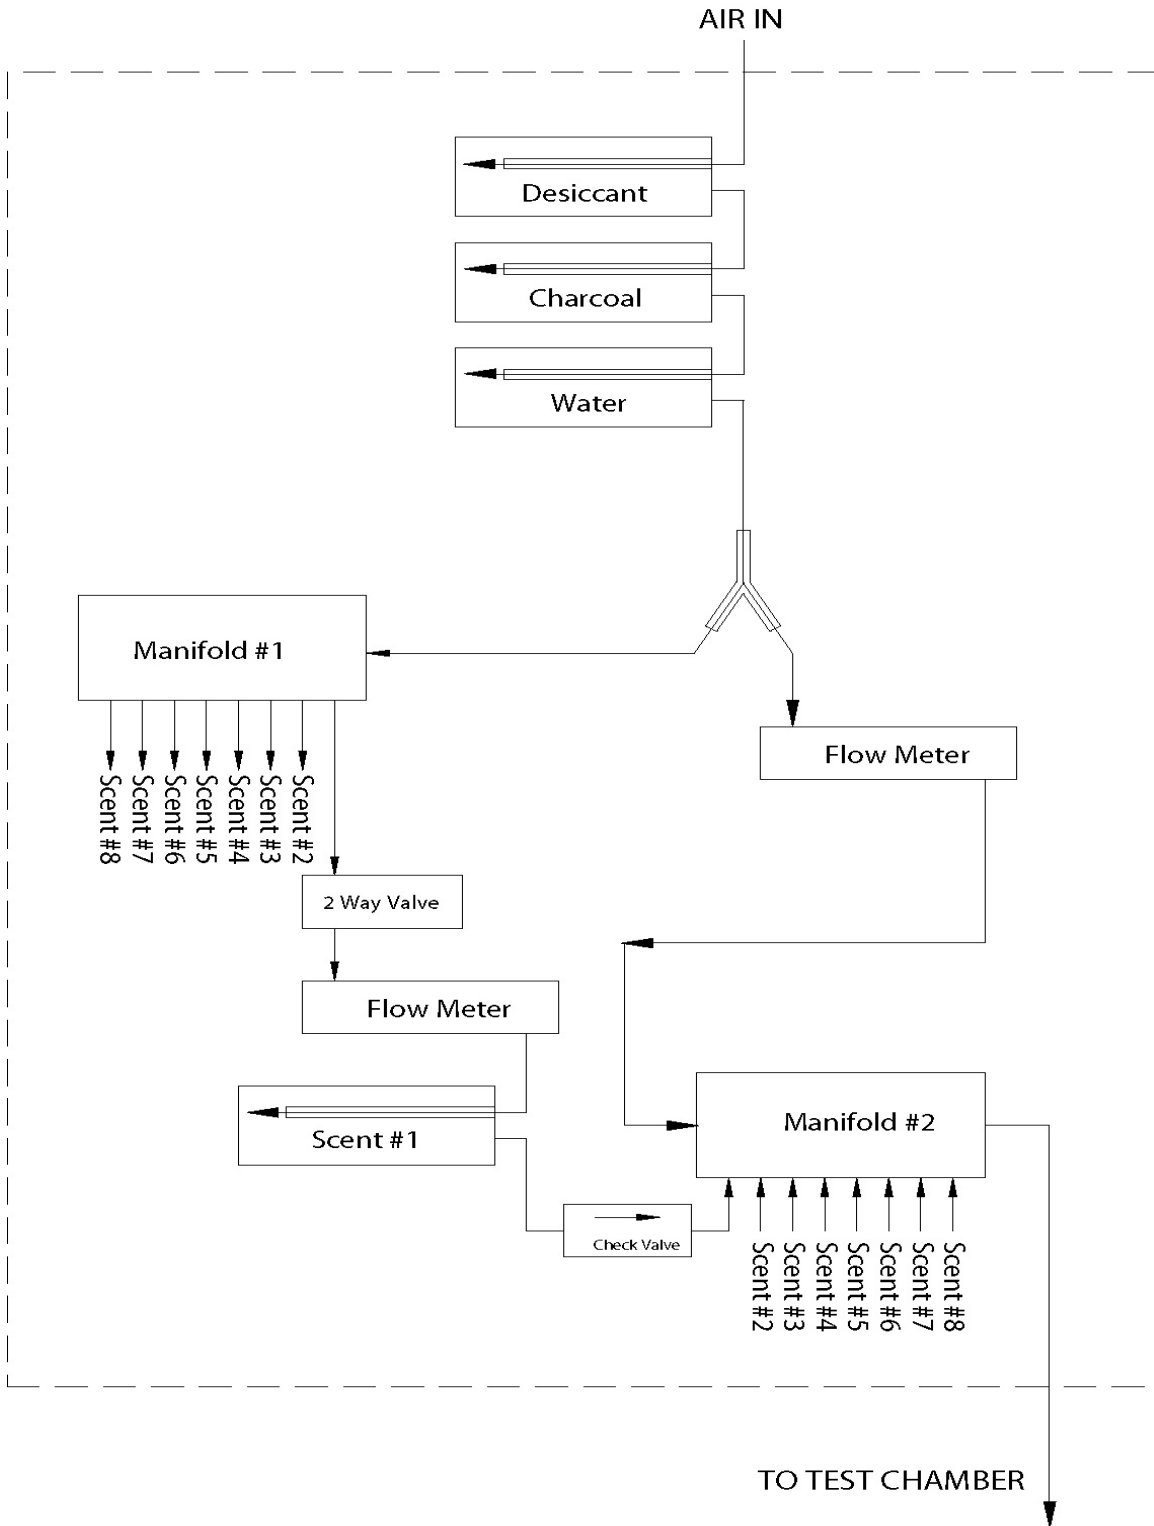 AIR IN
Desiccant
Charcoal
Water
Manifold #1
Flow Meter
Scent #8
Scent #7
Scent #6
Scent #5
Scent #4
Scent #3
Scent #2
2 Way Valve
Flow Meter
Scent #1
Manifold #2
Check Valve
Scent #2
Scent #3
Scent #4
Scent #5
Scent #6
Scent #7
Scent #8
TO TEST CHAMBER